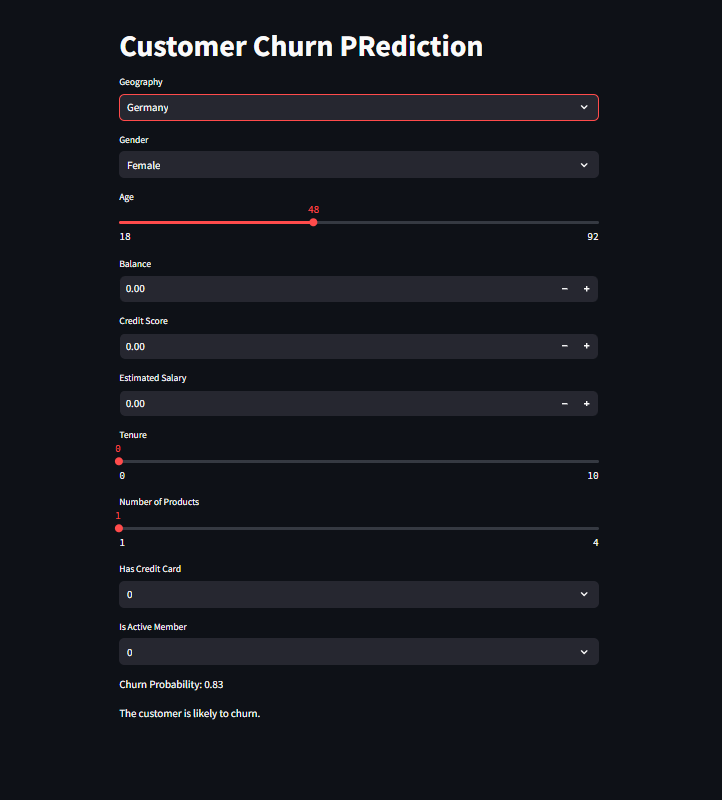 Customer Churn PRediction
Geography
Germany
Gender
Female
Age
48
18 92
Balance
0.00 − +
Credit Score
0.00 − +
Estimated Salary
0.00 − +
Tenure
0
0 10
Number of Products
1
1 4
Has Credit Card
0
Is Active Member
0
Churn Probability: 0.83
The customer is likely to churn.